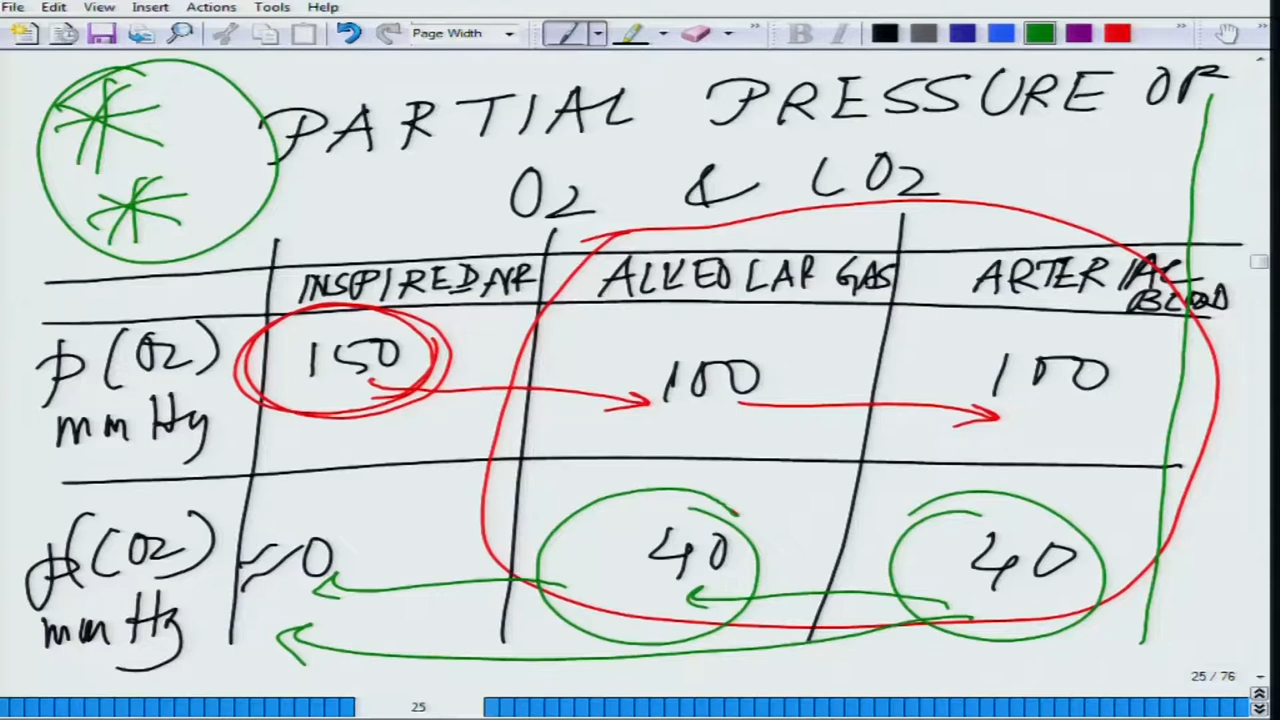 File Edit View Insert Actions Tools Help
Page Width
PARTIAL PRESSURE OF
O2 & CO2
INSPIRED AIR ALVEOLAR GAS ARTERIAL BLOOD
p(O2) mm Hg 150 100 100
p(CO2) mm Hg ≈0 40 40
25 / 76
25